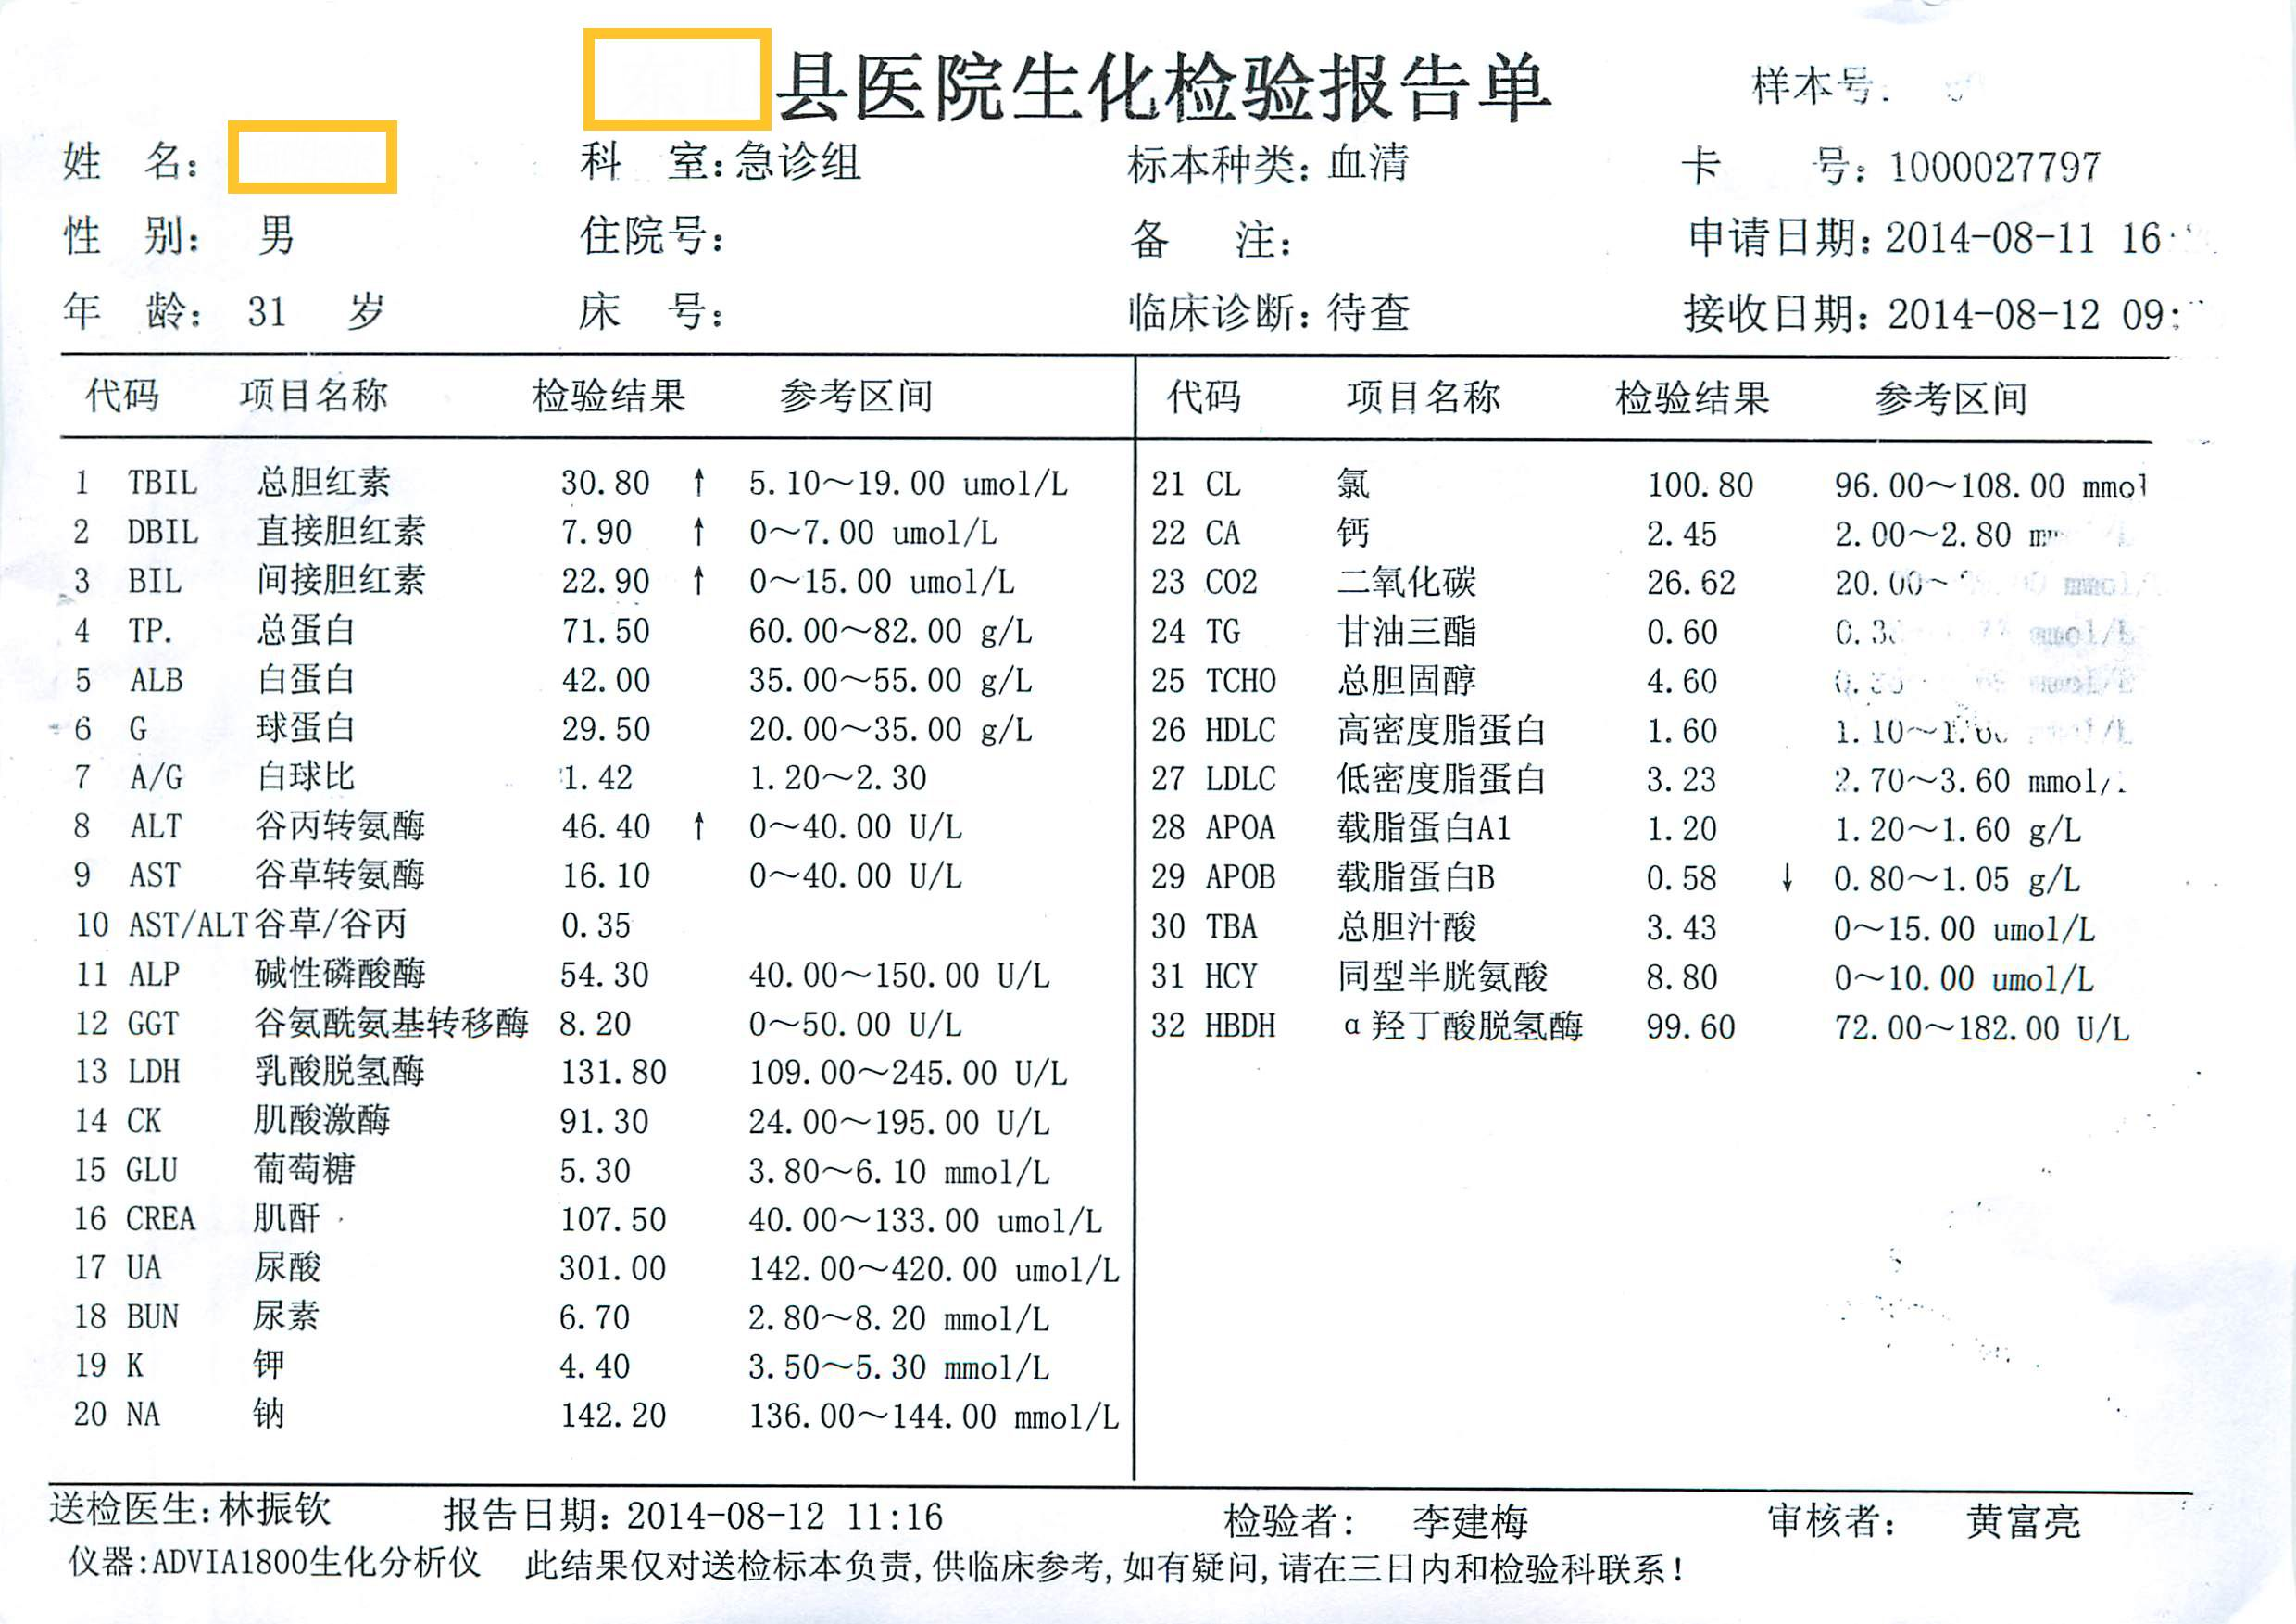 县医院生化检验报告单
样本号:
姓 名: 科 室: 急诊组 标本种类: 血清 卡 号: 1000027797
性 别: 男 住院号: 备 注: 申请日期: 2014-08-11 16:
年 龄: 31 岁 床 号: 临床诊断: 待查 接收日期: 2014-08-12 09:
代码 项目名称 检验结果 参考区间
1 TBIL 总胆红素 30.80 ↑ 5.10~19.00 umol/L
2 DBIL 直接胆红素 7.90 ↑ 0~7.00 umol/L
3 BIL 间接胆红素 22.90 ↑ 0~15.00 umol/L
4 TP. 总蛋白 71.50 60.00~82.00 g/L
5 ALB 白蛋白 42.00 35.00~55.00 g/L
6 G 球蛋白 29.50 20.00~35.00 g/L
7 A/G 白球比 1.42 1.20~2.30
8 ALT 谷丙转氨酶 46.40 ↑ 0~40.00 U/L
9 AST 谷草转氨酶 16.10 0~40.00 U/L
10 AST/ALT 谷草/谷丙 0.35
11 ALP 碱性磷酸酶 54.30 40.00~150.00 U/L
12 GGT 谷氨酰氨基转移酶 8.20 0~50.00 U/L
13 LDH 乳酸脱氢酶 131.80 109.00~245.00 U/L
14 CK 肌酸激酶 91.30 24.00~195.00 U/L
15 GLU 葡萄糖 5.30 3.80~6.10 mmol/L
16 CREA 肌酐 107.50 40.00~133.00 umol/L
17 UA 尿酸 301.00 142.00~420.00 umol/L
18 BUN 尿素 6.70 2.80~8.20 mmol/L
19 K 钾 4.40 3.50~5.30 mmol/L
20 NA 钠 142.20 136.00~144.00 mmol/L
代码 项目名称 检验结果 参考区间
21 CL 氯 100.80 96.00~108.00 mmol
22 CA 钙 2.45 2.00~2.80
23 CO2 二氧化碳 26.62 20.00~
24 TG 甘油三酯 0.60
25 TCHO 总胆固醇 4.60
26 HDLC 高密度脂蛋白 1.60
27 LDLC 低密度脂蛋白 3.23 2.70~3.60 mmol/
28 APOA 载脂蛋白A1 1.20 1.20~1.60 g/L
29 APOB 载脂蛋白B 0.58 ↓ 0.80~1.05 g/L
30 TBA 总胆汁酸 3.43 0~15.00 umol/L
31 HCY 同型半胱氨酸 8.80 0~10.00 umol/L
32 HBDH α羟丁酸脱氢酶 99.60 72.00~182.00 U/L
送检医生: 林振钦 报告日期: 2014-08-12 11:16 检验者: 李建梅 审核者: 黄富亮
仪器:ADVIA1800生化分析仪 此结果仅对送检标本负责,供临床参考,如有疑问,请在三日内和检验科联系!